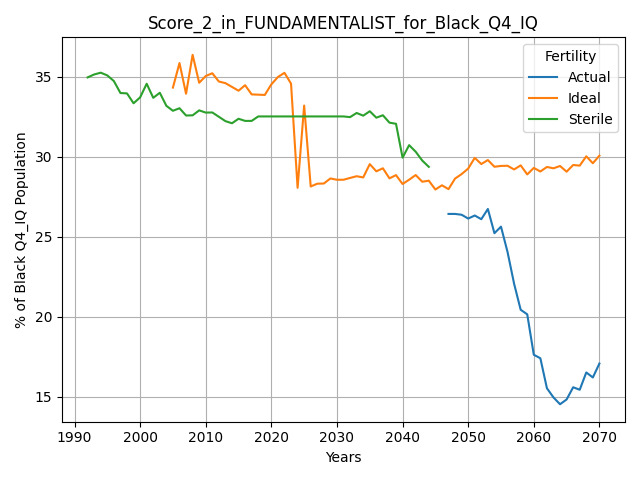 Score_2_in_FUNDAMENTALIST_for_Black_Q4_IQ
Fertility
Actual
Ideal
Sterile
% of Black Q4_IQ Population
35
30
25
20
15
1990 2000 2010 2020 2030 2040 2050 2060 2070
Years